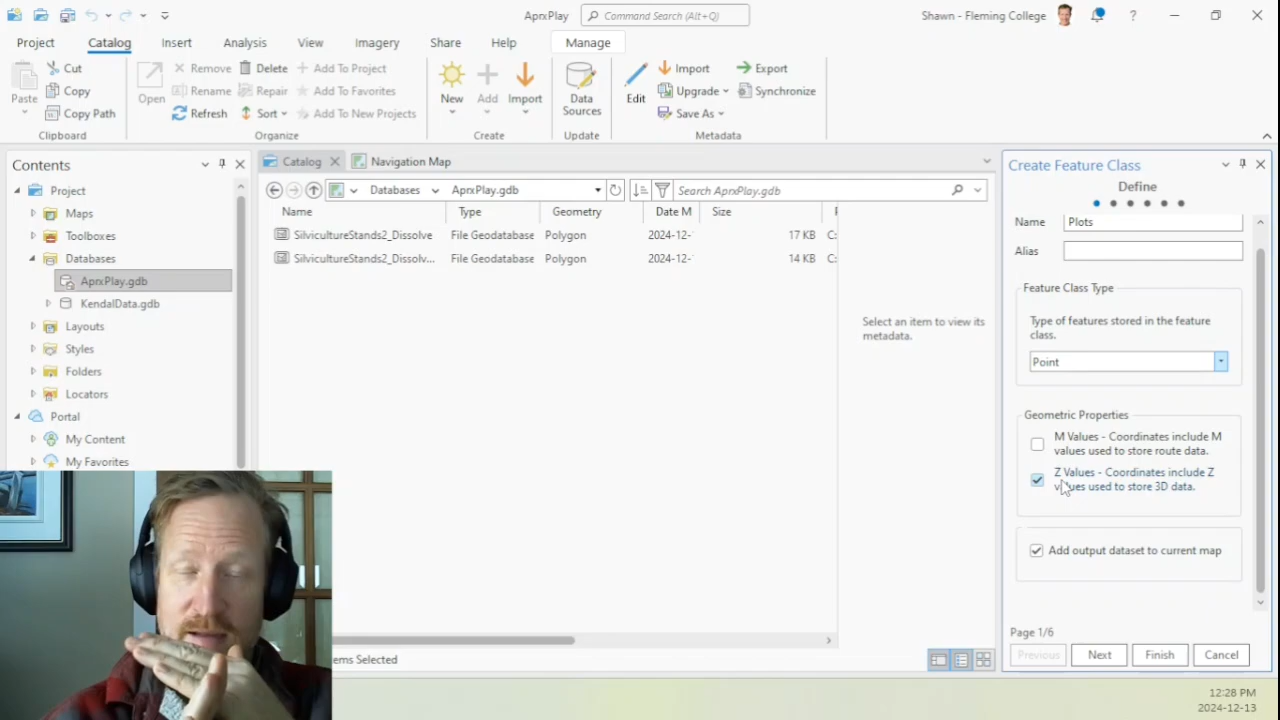 AprxPlay
Command Search (Alt+Q)
Shawn - Fleming College
?
Project
Catalog
Insert
Analysis
View
Imagery
Share
Help
Manage
Paste
Cut
Copy
Copy Path
Clipboard
Open
Remove
Delete
Add To Project
Rename
Repair
Add To Favorites
Refresh
Sort
Add To New Projects
Organize
New
Add
Import
Create
Data
Sources
Update
Edit
Import
Export
Upgrade
Synchronize
Save As
Metadata
Contents
Project
Maps
Toolboxes
Databases
AprxPlay.gdb
KendalData.gdb
Layouts
Styles
Folders
Locators
Portal
My Content
My Favorites
Catalog
Navigation Map
Databases
AprxPlay.gdb
Search AprxPlay.gdb
Name Type Geometry Date M Size
SilvicultureStands2_Dissolve File Geodatabase Polygon 2024-12- 17 KB C:
SilvicultureStands2_Dissolv... File Geodatabase Polygon 2024-12- 14 KB C:
Select an item to view its
metadata.
ems Selected
Create Feature Class
Define
Name Plots
Alias
Feature Class Type
Type of features stored in the feature
class.
Point
Geometric Properties
M Values - Coordinates include M
values used to store route data.
Z Values - Coordinates include Z
values used to store 3D data.
Add output dataset to current map
Page 1/6
Previous
Next
Finish
Cancel
12:28 PM
2024-12-13